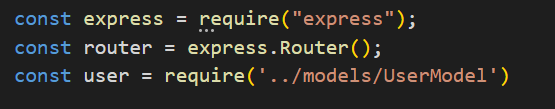 const express = require("express");
const router = express.Router();
const user = require('../models/UserModel')